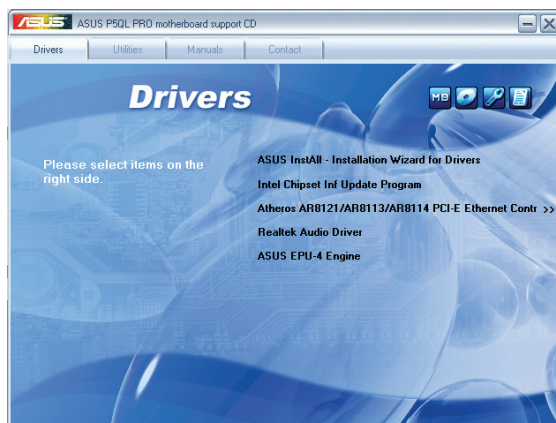 ASUS ASUS P5QL PRO motherboard support CD
Drivers Utilities Manuals Contact
Drivers
MB
Please select items on the
right side.
ASUS InstAll - Installation Wizard for Drivers
Intel Chipset Inf Update Program
Atheros AR8121/AR8113/AR8114 PCI-E Ethernet Contr >>
Realtek Audio Driver
ASUS EPU-4 Engine